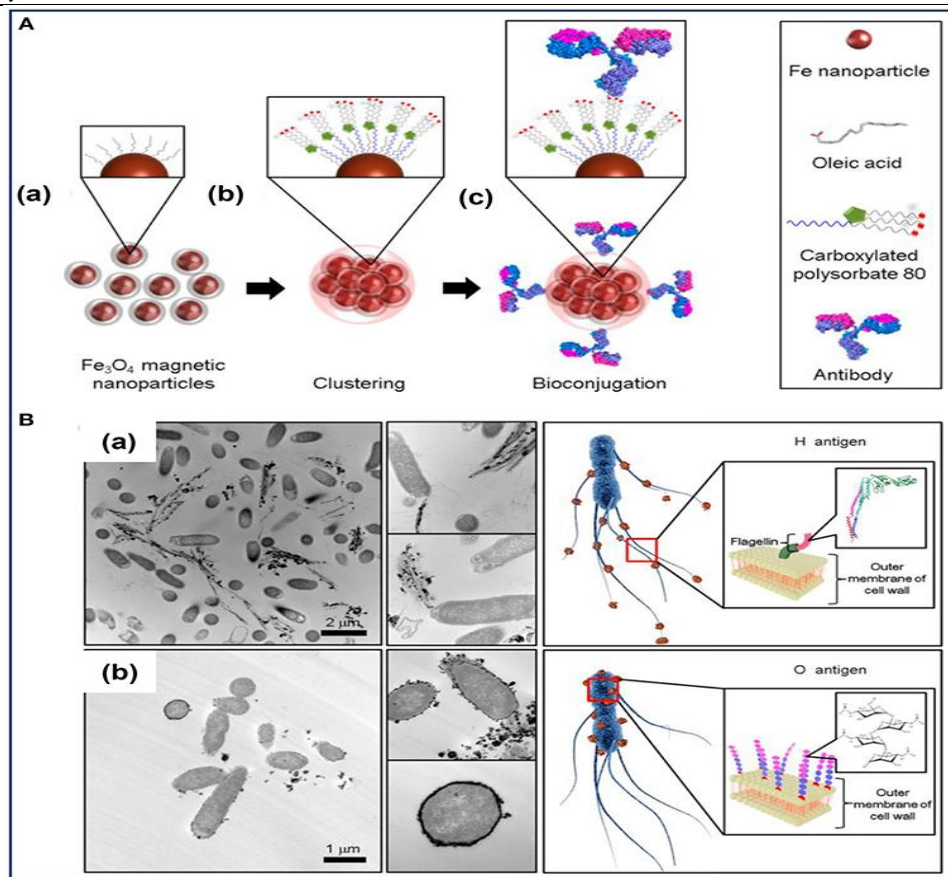 A
(a)
(b)
(c)
Fe₃O₄ magnetic
nanoparticles
Clustering
Bioconjugation
Fe nanoparticle
Oleic acid
Carboxylated
polysorbate 80
Antibody
B
(a)
2 μm
H antigen
Flagellin
Outer
membrane of
cell wall
(b)
1 μm
O antigen
Outer
membrane of
cell wall